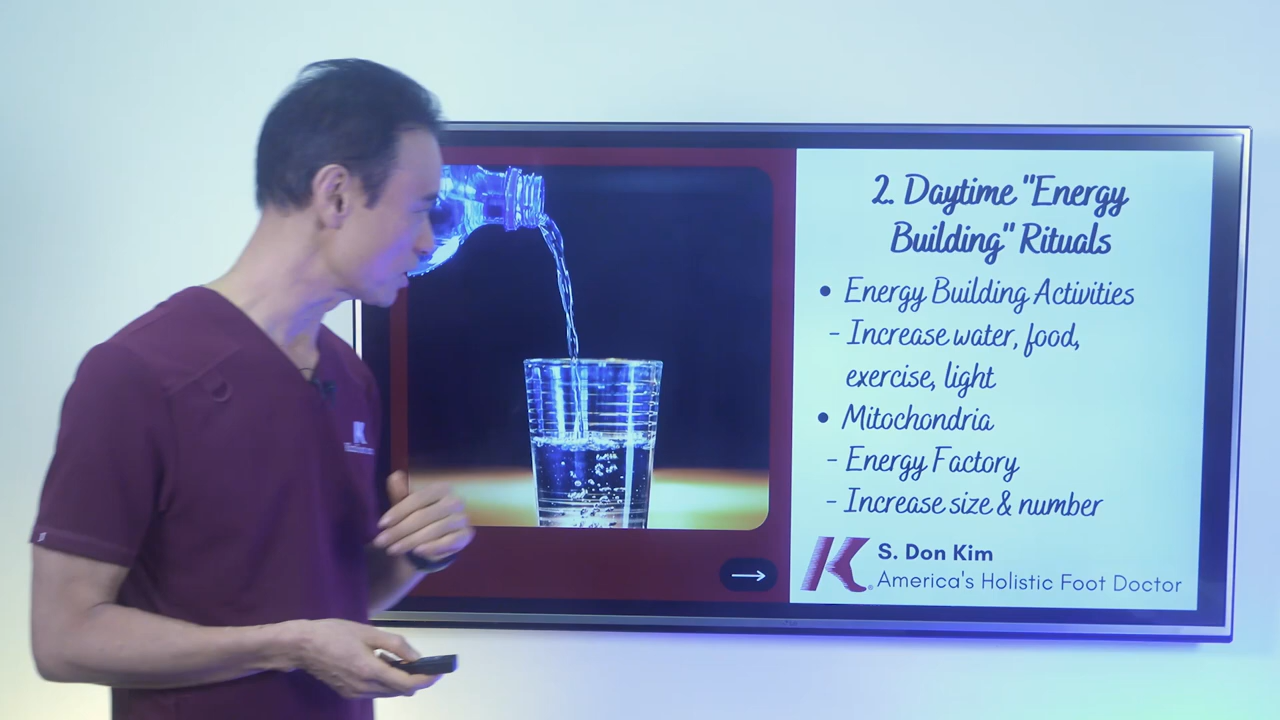 2. Daytime "Energy
Building" Rituals
• Energy Building Activities
- Increase water, food,
exercise, light
• Mitochondria
- Energy Factory
- Increase size & number
K®
S. Don Kim
America's Holistic Foot Doctor
K